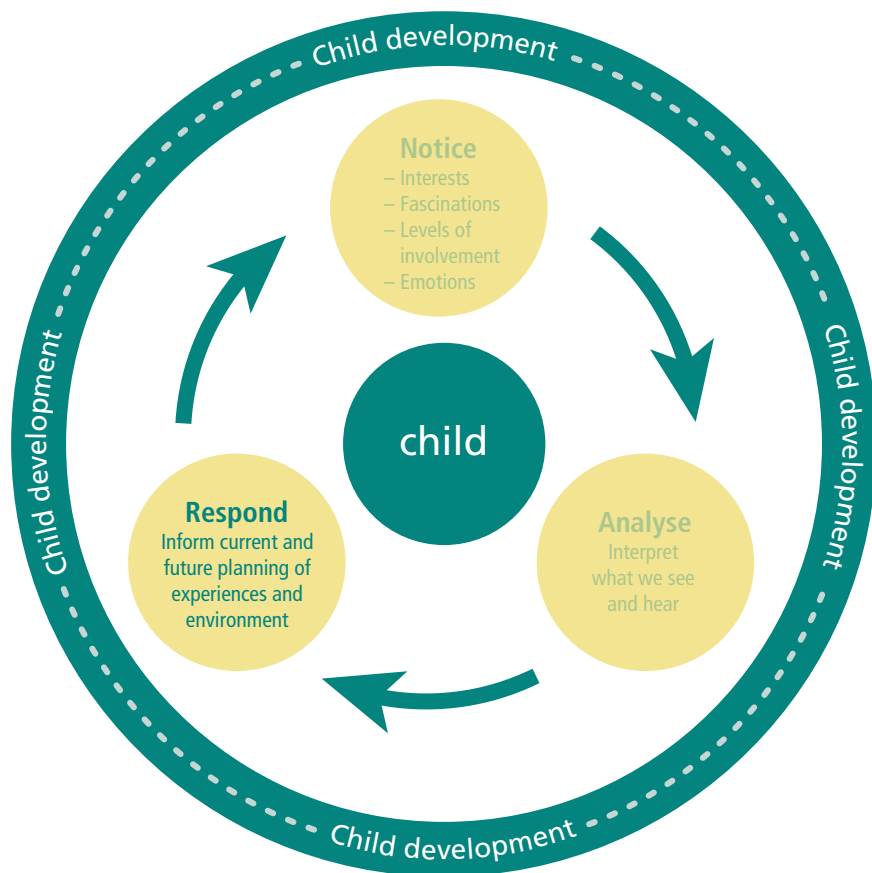 Child development
Notice
– Interests
– Fascinations
– Levels of
involvement
– Emotions
Child development
child
Child development
Respond
Inform current and
future planning of
experiences and
environment
Analyse
Interpret
what we see
and hear
Child development